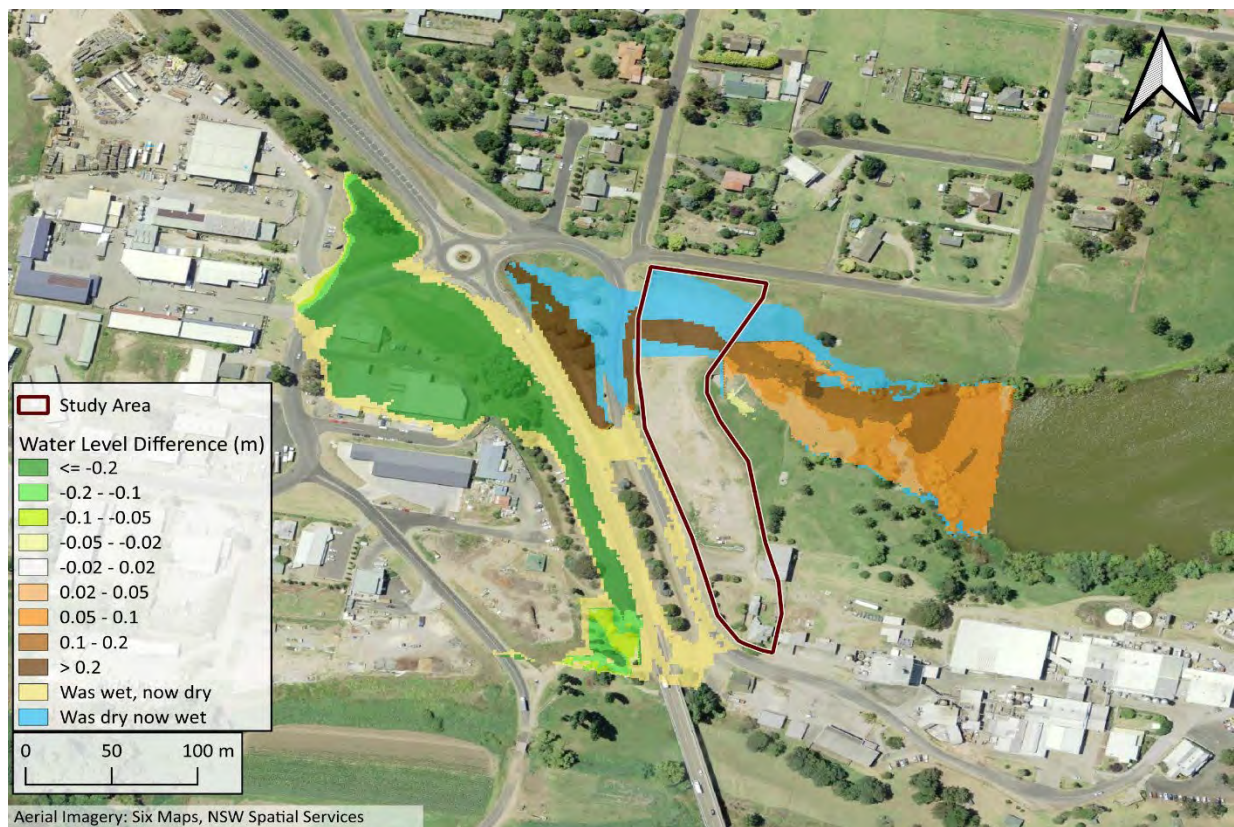 Study Area
Water Level Difference (m)
<= -0.2
-0.2 - -0.1
-0.1 - -0.05
-0.05 - -0.02
-0.02 - 0.02
0.02 - 0.05
0.05 - 0.1
0.1 - 0.2
> 0.2
Was wet, now dry
Was dry now wet
0 50 100 m
Aerial Imagery: Six Maps, NSW Spatial Services